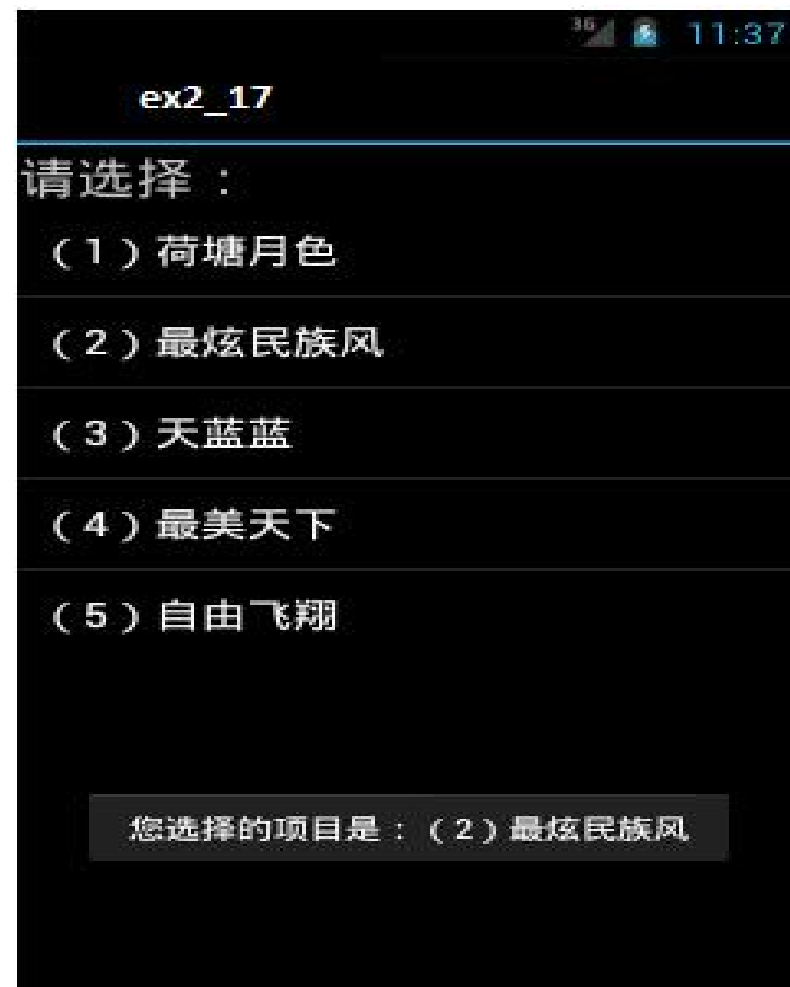 3G 11:37
ex2_17
请选择：
（1）荷塘月色
（2）最炫民族风
（3）天蓝蓝
（4）最美天下
（5）自由飞翔
您选择的项目是：（2）最炫民族风